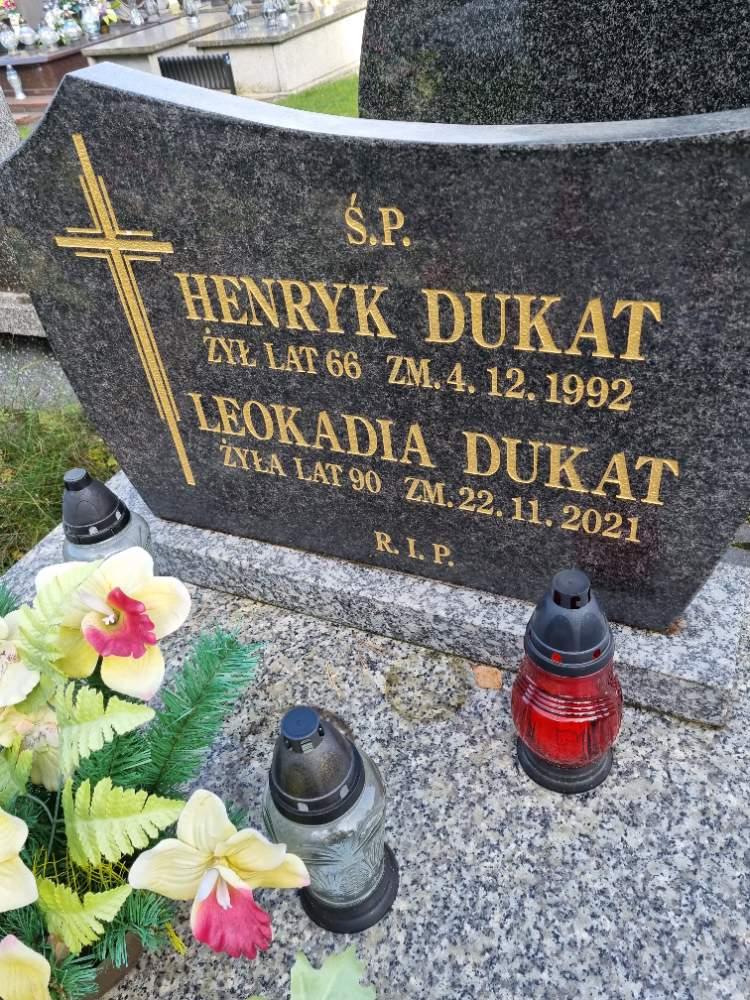 Ś.P.
HENRYK DUKAT
ŻYŁ LAT 66 ZM. 4. 12. 1992
LEOKADIA DUKAT
ŻYŁA LAT 90 ZM. 22. 11. 2021
R. I. P.